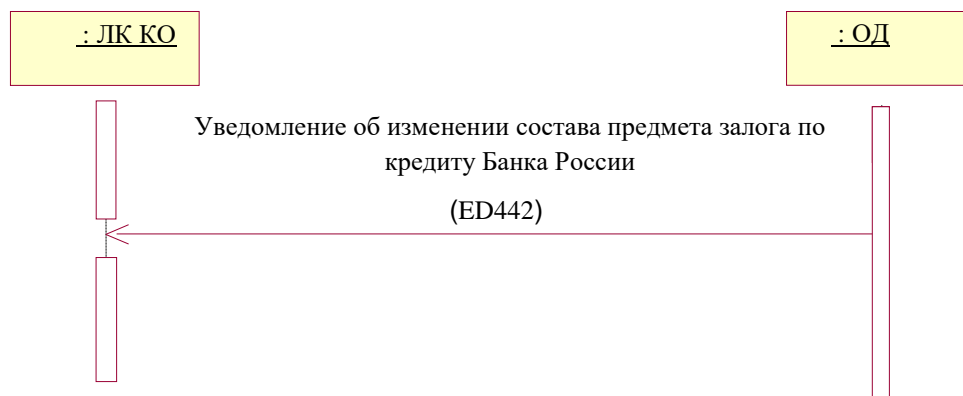 : ЛК КО
: ОД
Уведомление об изменении состава предмета залога по
кредиту Банка России
(ED442)